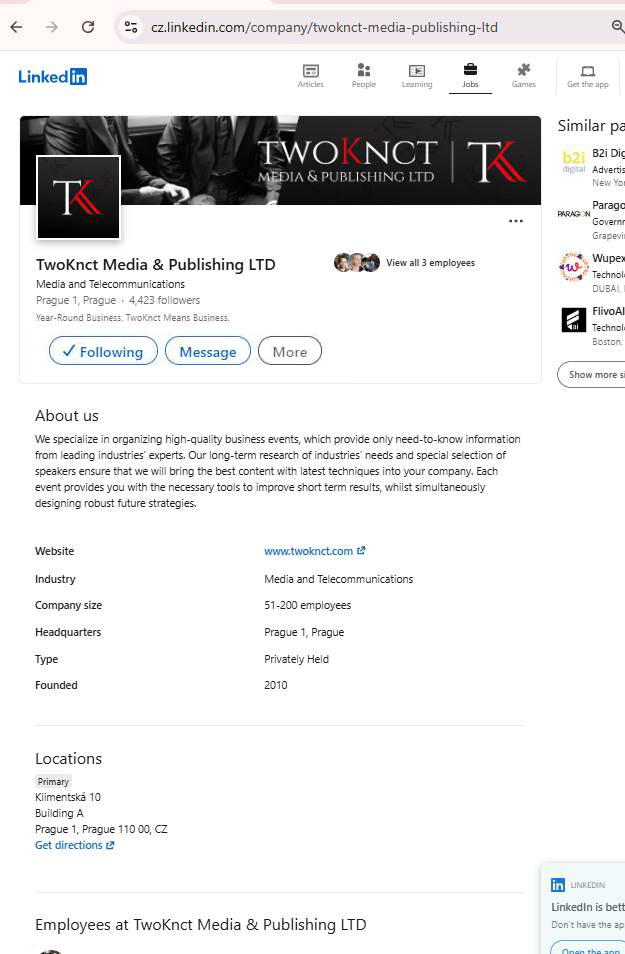 cz.linkedin.com/company/twoknct-media-publishing-ltd
Linked in
Articles
People
Learning
Jobs
Games
Get the app
TWOKNCT
MEDIA & PUBLISHING LTD
TK
TK
TwoKnct Media & Publishing LTD
Media and Telecommunications
Prague 1, Prague · 4,423 followers
Year-Round Business. TwoKnct Means Business.
View all 3 employees
Following
Message
More
About us
We specialize in organizing high-quality business events, which provide only need-to-know information
from leading industries' experts. Our long-term research of industries' needs and special selection of
speakers ensure that we will bring the best content with latest techniques into your company. Each
event provides you with the necessary tools to improve short term results, whilst simultaneously
designing robust future strategies.
Website www.twoknct.com
Industry Media and Telecommunications
Company size 51-200 employees
Headquarters Prague 1, Prague
Type Privately Held
Founded 2010
Locations
Primary
Klimentská 10
Building A
Prague 1, Prague 110 00, CZ
Get directions
Employees at TwoKnct Media & Publishing LTD
Similar pa
b2i
digital
B2i Dig
Advertis
New Yor
PARAGON
Parago
Governm
Grapevin
Wupex
Technolo
DUBAI,
ai
FlivoAI
Technolo
Boston,
Show more si
in LINKEDIN
LinkedIn is bett
Don't have the ap
Open the app